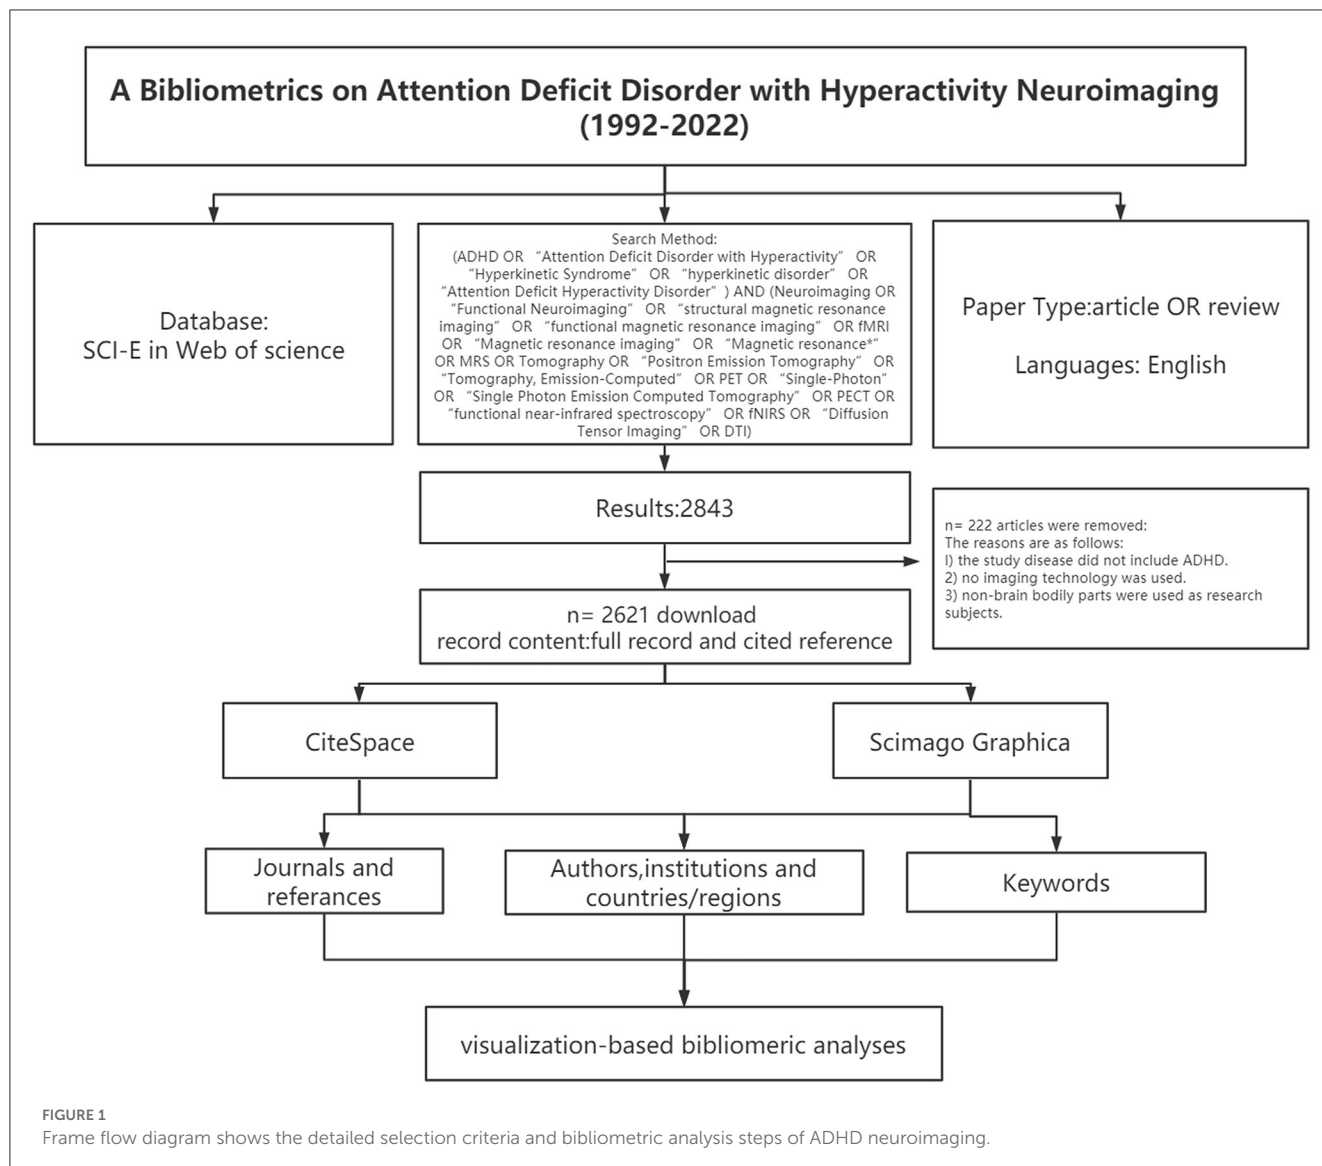 A Bibliometrics on Attention Deficit Disorder with Hyperactivity Neuroimaging
(1992-2022)
Database:
SCI-E in Web of science
Search Method:
(ADHD OR “Attention Deficit Disorder with Hyperactivity” OR
“Hyperkinetic Syndrome” OR “hyperkinetic disorder” OR
“Attention Deficit Hyperactivity Disorder” ) AND (Neuroimaging OR
“Functional Neuroimaging” OR “structural magnetic resonance
imaging” OR “functional magnetic resonance imaging” OR fMRI
OR “Magnetic resonance imaging” OR “Magnetic resonance*”
OR MRS OR Tomography OR “Positron Emission Tomography” OR
“Tomography, Emission-Computed” OR PET OR “Single-Photon”
OR “Single Photon Emission Computed Tomography” OR PECT OR
“functional near-infrared spectroscopy” OR fNIRS OR “Diffusion
Tensor Imaging” OR DTI)
Paper Type:article OR review
Languages: English
Results:2843
n= 222 articles were removed:
The reasons are as follows:
I) the study disease did not include ADHD.
2) no imaging technology was used.
3) non-brain bodily parts were used as research
subjects.
n= 2621 download
record content:full record and cited reference
CiteSpace
Scimago Graphica
Journals and
referances
Authors,institutions and
countries/regions
Keywords
visualization-based bibliomeric analyses
FIGURE 1
Frame flow diagram shows the detailed selection criteria and bibliometric analysis steps of ADHD neuroimaging.